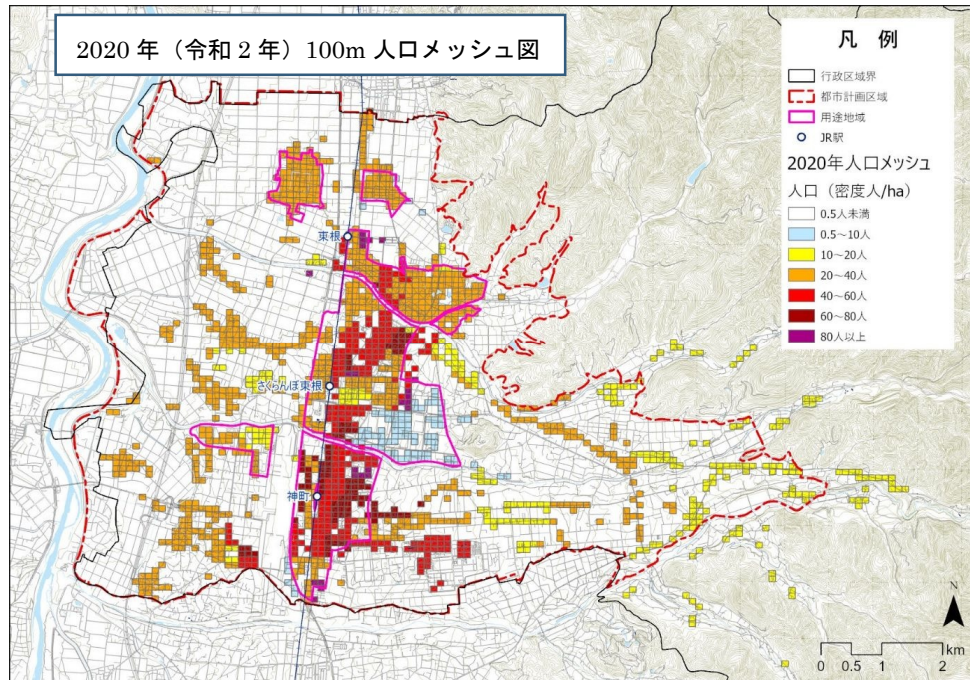 2020 年（令和 2 年）100m 人口メッシュ図
凡 例
行政区域界
都市計画区域
用途地域
JR駅
2020年人口メッシュ
人口（密度人/ha）
0.5人未満
0.5～10人
10～20人
20～40人
40～60人
60～80人
80人以上
東根
さくらんぼ東根
神町
N
km
0 0.5 1 2